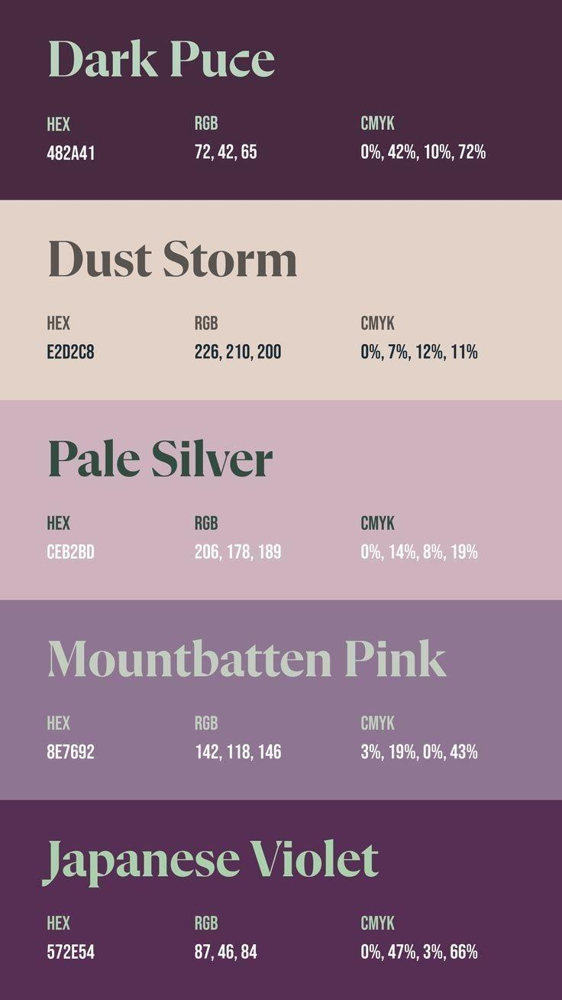 Dark Puce
HEX RGB CMYK
482A41 72, 42, 65 0%, 42%, 10%, 72%
Dust Storm
HEX RGB CMYK
E2D2C8 226, 210, 200 0%, 7%, 12%, 11%
Pale Silver
HEX RGB CMYK
CEB2BD 206, 178, 189 0%, 14%, 8%, 19%
Mountbatten Pink
HEX RGB CMYK
8E7692 142, 118, 146 3%, 19%, 0%, 43%
Japanese Violet
HEX RGB CMYK
572E54 87, 46, 84 0%, 47%, 3%, 66%